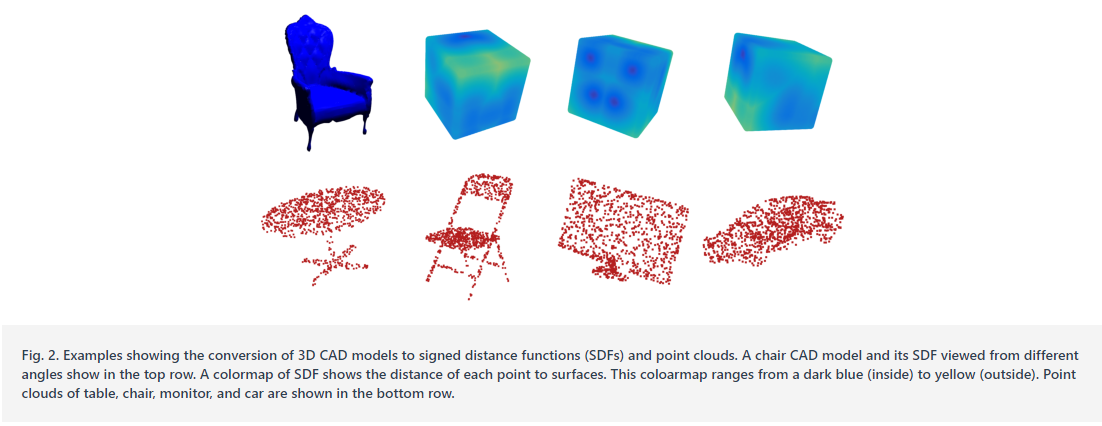 Fig. 2. Examples showing the conversion of 3D CAD models to signed distance functions (SDFs) and point clouds. A chair CAD model and its SDF viewed from different
angles show in the top row. A colormap of SDF shows the distance of each point to surfaces. This coloarmap ranges from a dark blue (inside) to yellow (outside). Point
clouds of table, chair, monitor, and car are shown in the bottom row.